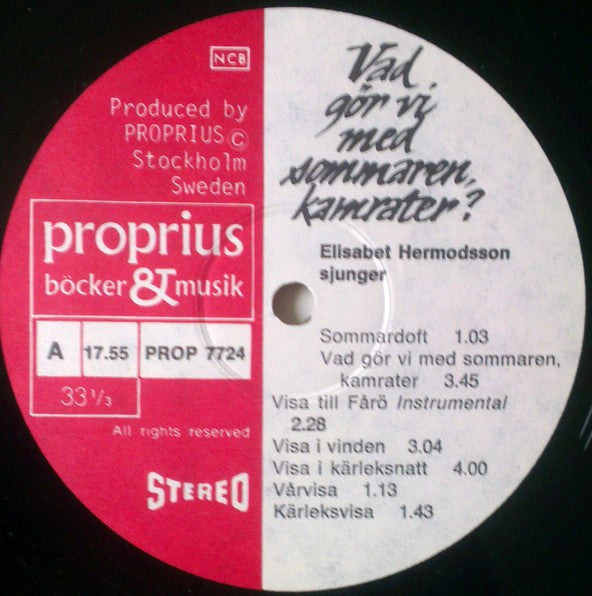 NCB
Produced by
PROPRIUS ©
Stockholm
Sweden
proprius
böcker & musik
A 17.55 PROP 7724
33 1/3
All rights reserved
STEREO
Vad
gör vi
med
sommaren,
kamrater?
Elisabet Hermodsson
sjunger
Sommardoft 1.03
Vad gör vi med sommaren,
kamrater 3.45
Visa till Fårö Instrumental
2.28
Visa i vinden 3.04
Visa i kärleksnatt 4.00
Vårvisa 1.13
Kärleksvisa 1.43